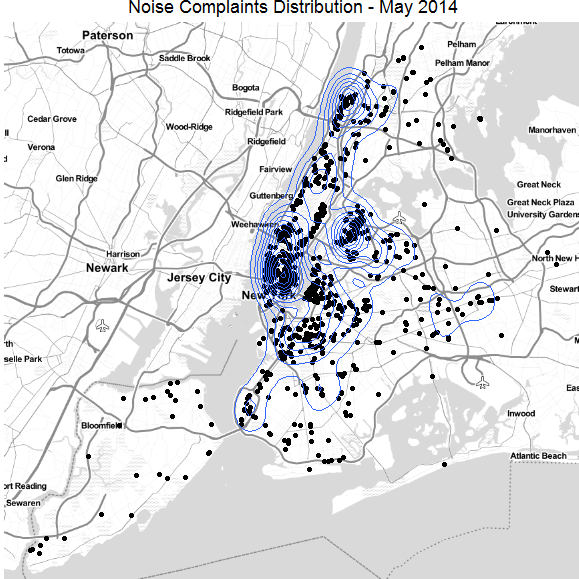 Noise Complaints Distribution - May 2014
Larchmont
Paterson
Totowa
Saddle Brook
Pelham
Pelham Manor
Bogota
Ridgefield Park
Cedar Grove
Wood-Ridge
Manorhaven
Verona
Ridgefield
Fairview
Glen Ridge
Great Neck
Guttenberg
Great Neck Plaza
University Gardens
Weehawken
Harrison
North New H
Newark
Jersey City
Stewart
New York
rth
selle Park
Eas
Inwood
Bloomfield
Atlantic Beach
ort Reading
Sewaren